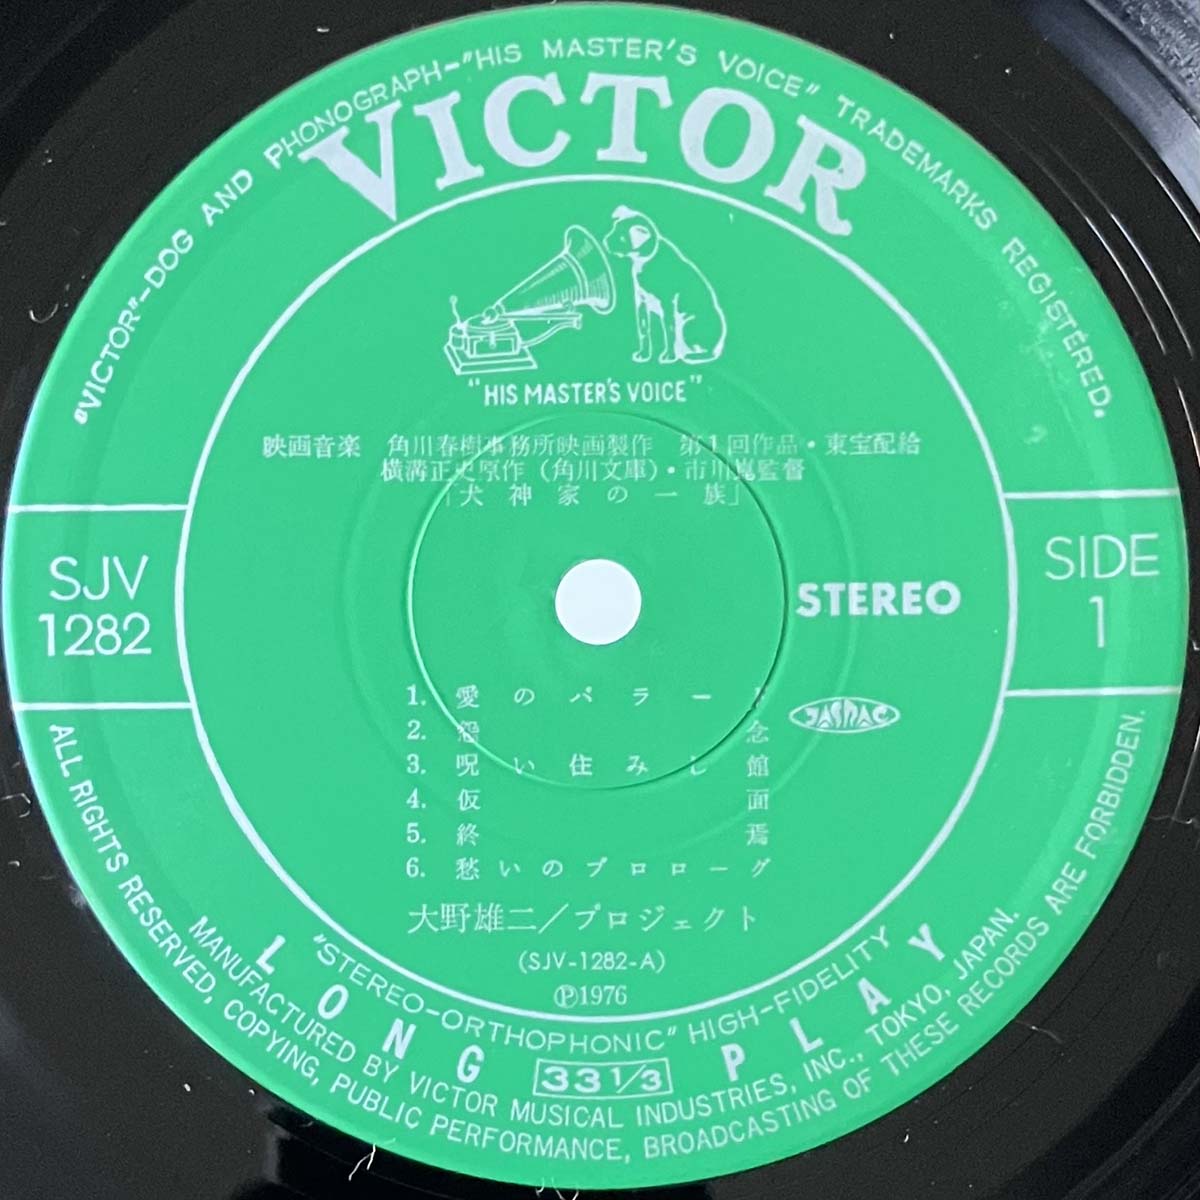 "VICTOR"–DOG AND PHONOGRAPH–"HIS MASTER'S VOICE" TRADEMARKS REGISTERED.
VICTOR
"HIS MASTER'S VOICE"
映画音楽 角川春樹事務所映画製作 第1回作品・東宝配給
横溝正史原作(角川文庫)・市川崑監督
「犬神家の一族」
SJV
1282
STEREO
SIDE
1
1. 愛のバラード
2. 怨念
3. 呪い住みし館
4. 仮面
5. 終焉
6. 愁いのプロローグ
JASRAC
大野雄二/プロジェクト
(SJV-1282-A)
Ⓟ1976
"STEREO-ORTHOPHONIC" HIGH-FIDELITY
LONG 33 1/3 PLAY
MANUFACTURED BY VICTOR MUSICAL INDUSTRIES, INC., TOKYO, JAPAN.
ALL RIGHTS RESERVED, COPYING, PUBLIC PERFORMANCE, BROADCASTING OF THESE RECORDS ARE FORBIDDEN.